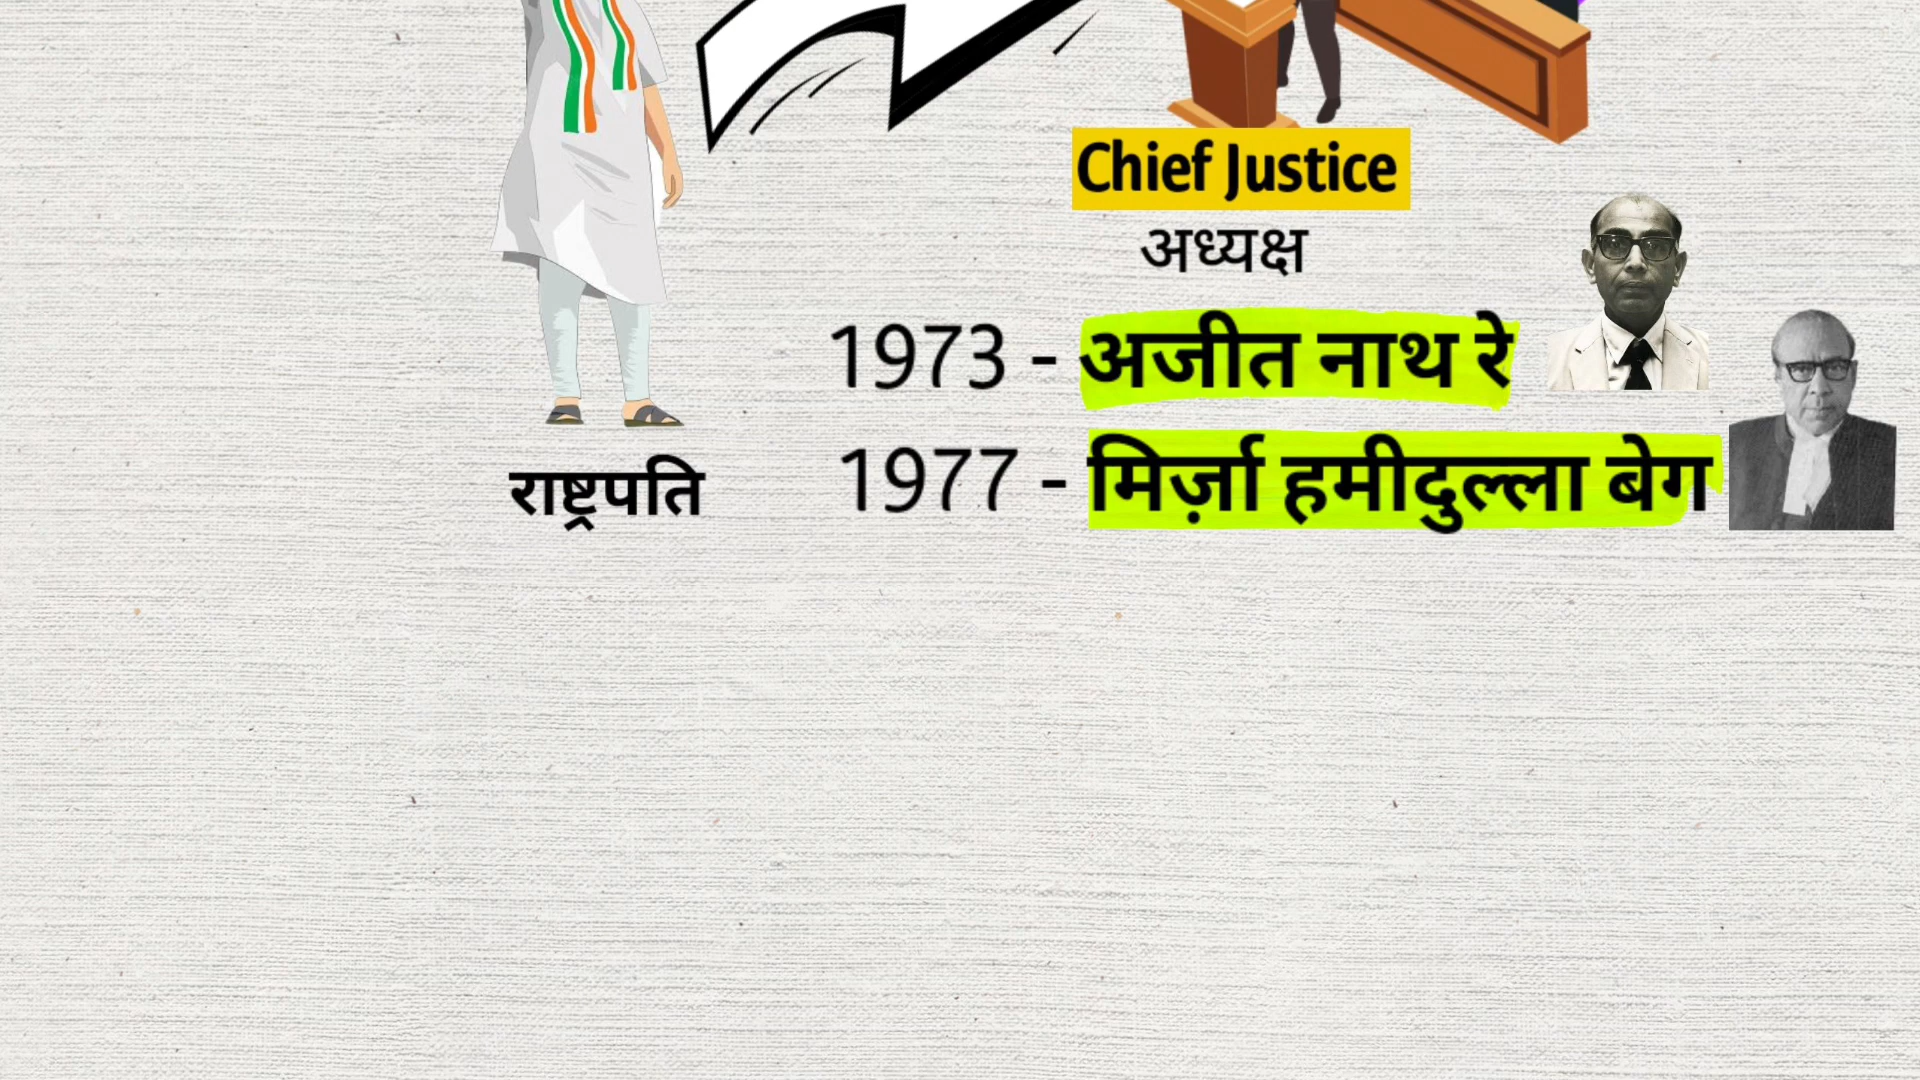 Chief Justice
अध्यक्ष
1973 - अजीत नाथ रे
1977 - मिर्ज़ा हमीदुल्ला बेग
राष्ट्रपति